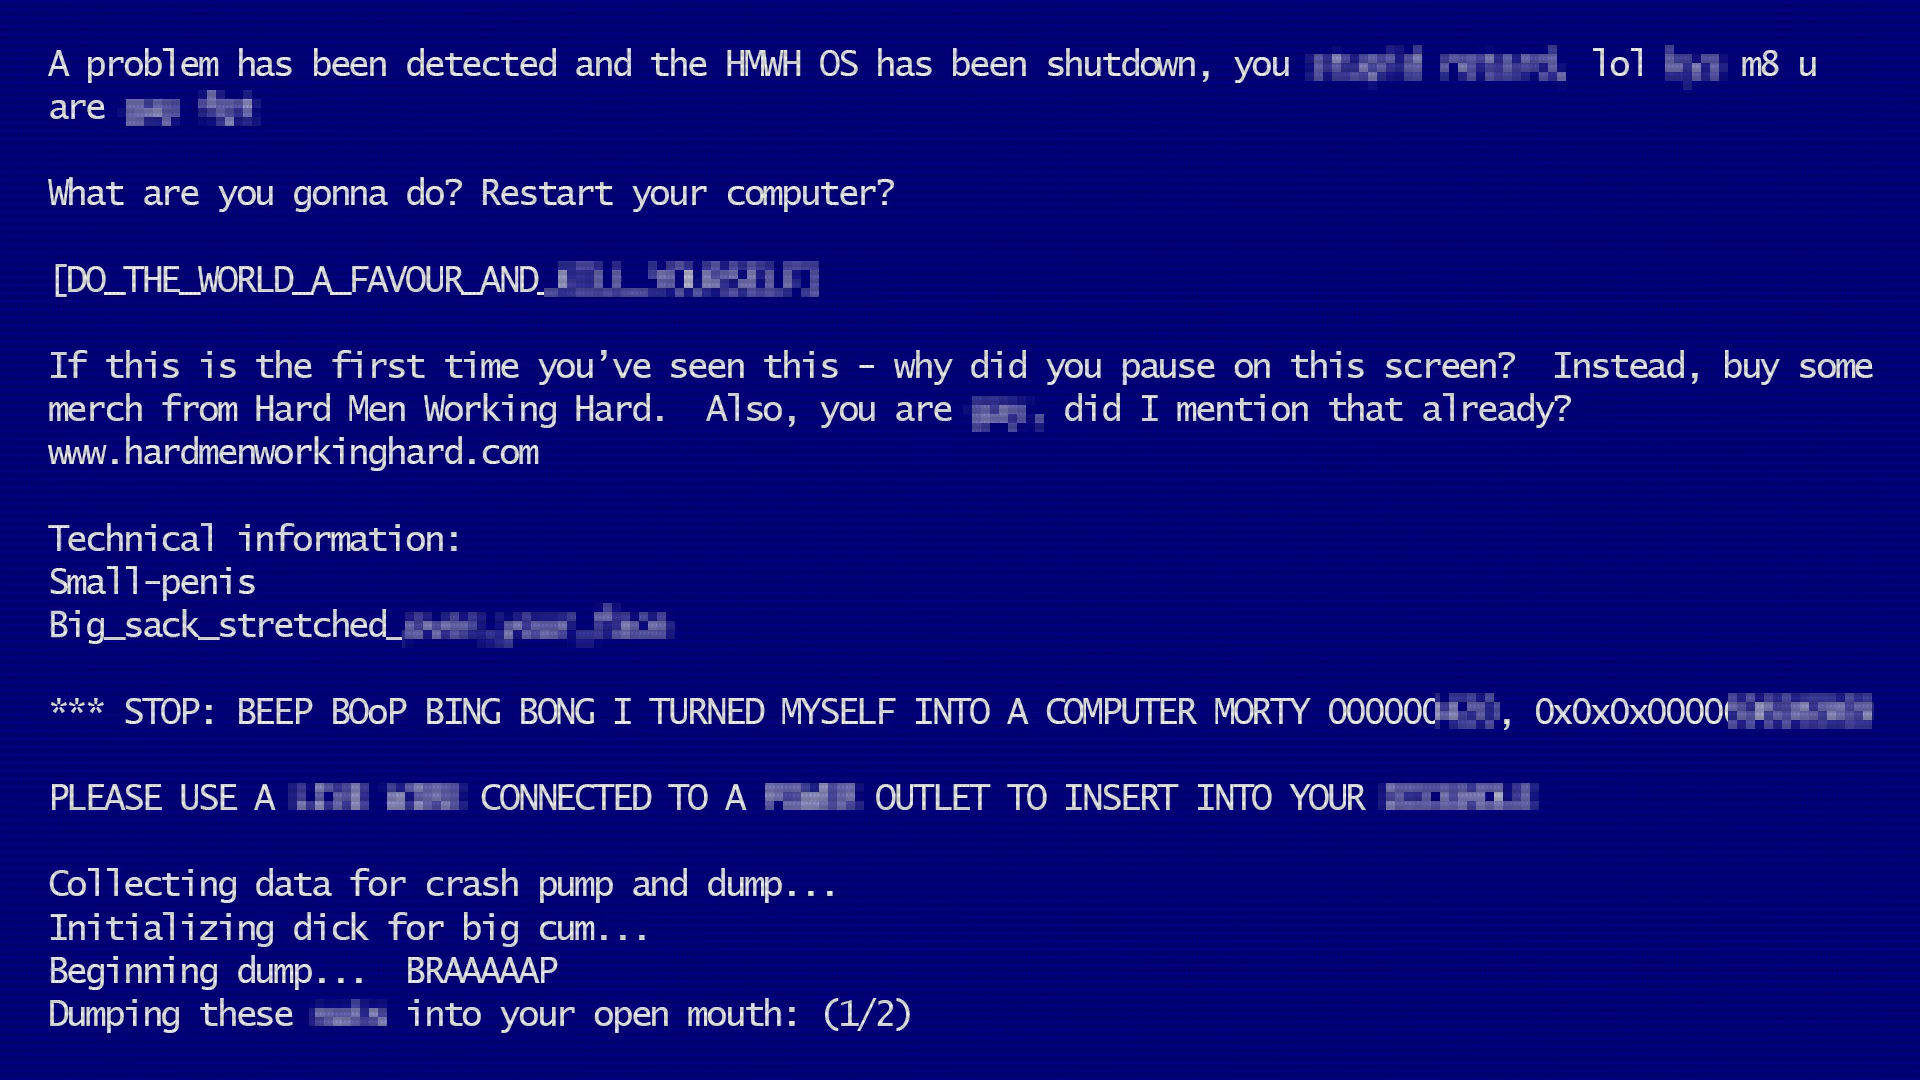 A problem has been detected and the HMWH OS has been shutdown, you lol m8 u
are
What are you gonna do? Restart your computer?
[DO_THE_WORLD_A_FAVOUR_AND_
If this is the first time you’ve seen this – why did you pause on this screen?  Instead, buy some
merch from Hard Men Working Hard.  Also, you are did I mention that already?
www.hardmenworkinghard.com
Technical information:
Small-penis
Big_sack_stretched_
*** STOP: BEEP BOoP BING BONG I TURNED MYSELF INTO A COMPUTER MORTY 000000, 0x0x0x0000
PLEASE USE A CONNECTED TO A OUTLET TO INSERT INTO YOUR
Collecting data for crash pump and dump...
Initializing dick for big cum...
Beginning dump...  BRAAAAAP
Dumping these into your open mouth: (1/2)